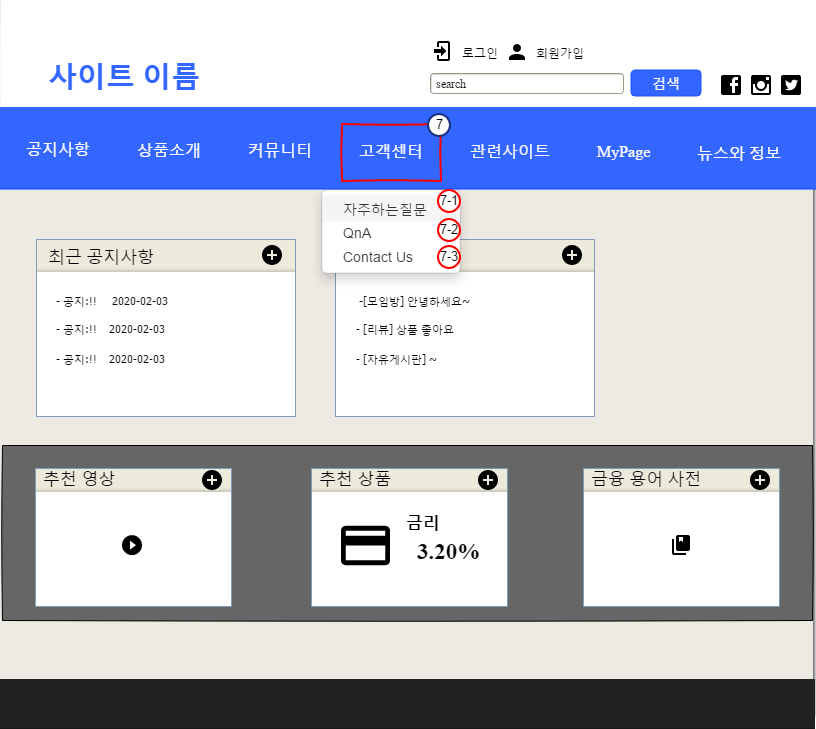 로그인 회원가입
사이트 이름
search 검색
7
공지사항 상품소개 커뮤니티 고객센터 관련사이트 MyPage 뉴스와 정보
자주하는질문 7-1
QnA 7-2
Contact Us 7-3
최근 공지사항
- 공지:!! 2020-02-03
- 공지:!! 2020-02-03
- 공지:!! 2020-02-03
-[모임방] 안녕하세요~
- [리뷰] 상품 좋아요
- [자유게시판] ~
추천 영상
추천 상품
금리
3.20%
금융 용어 사전